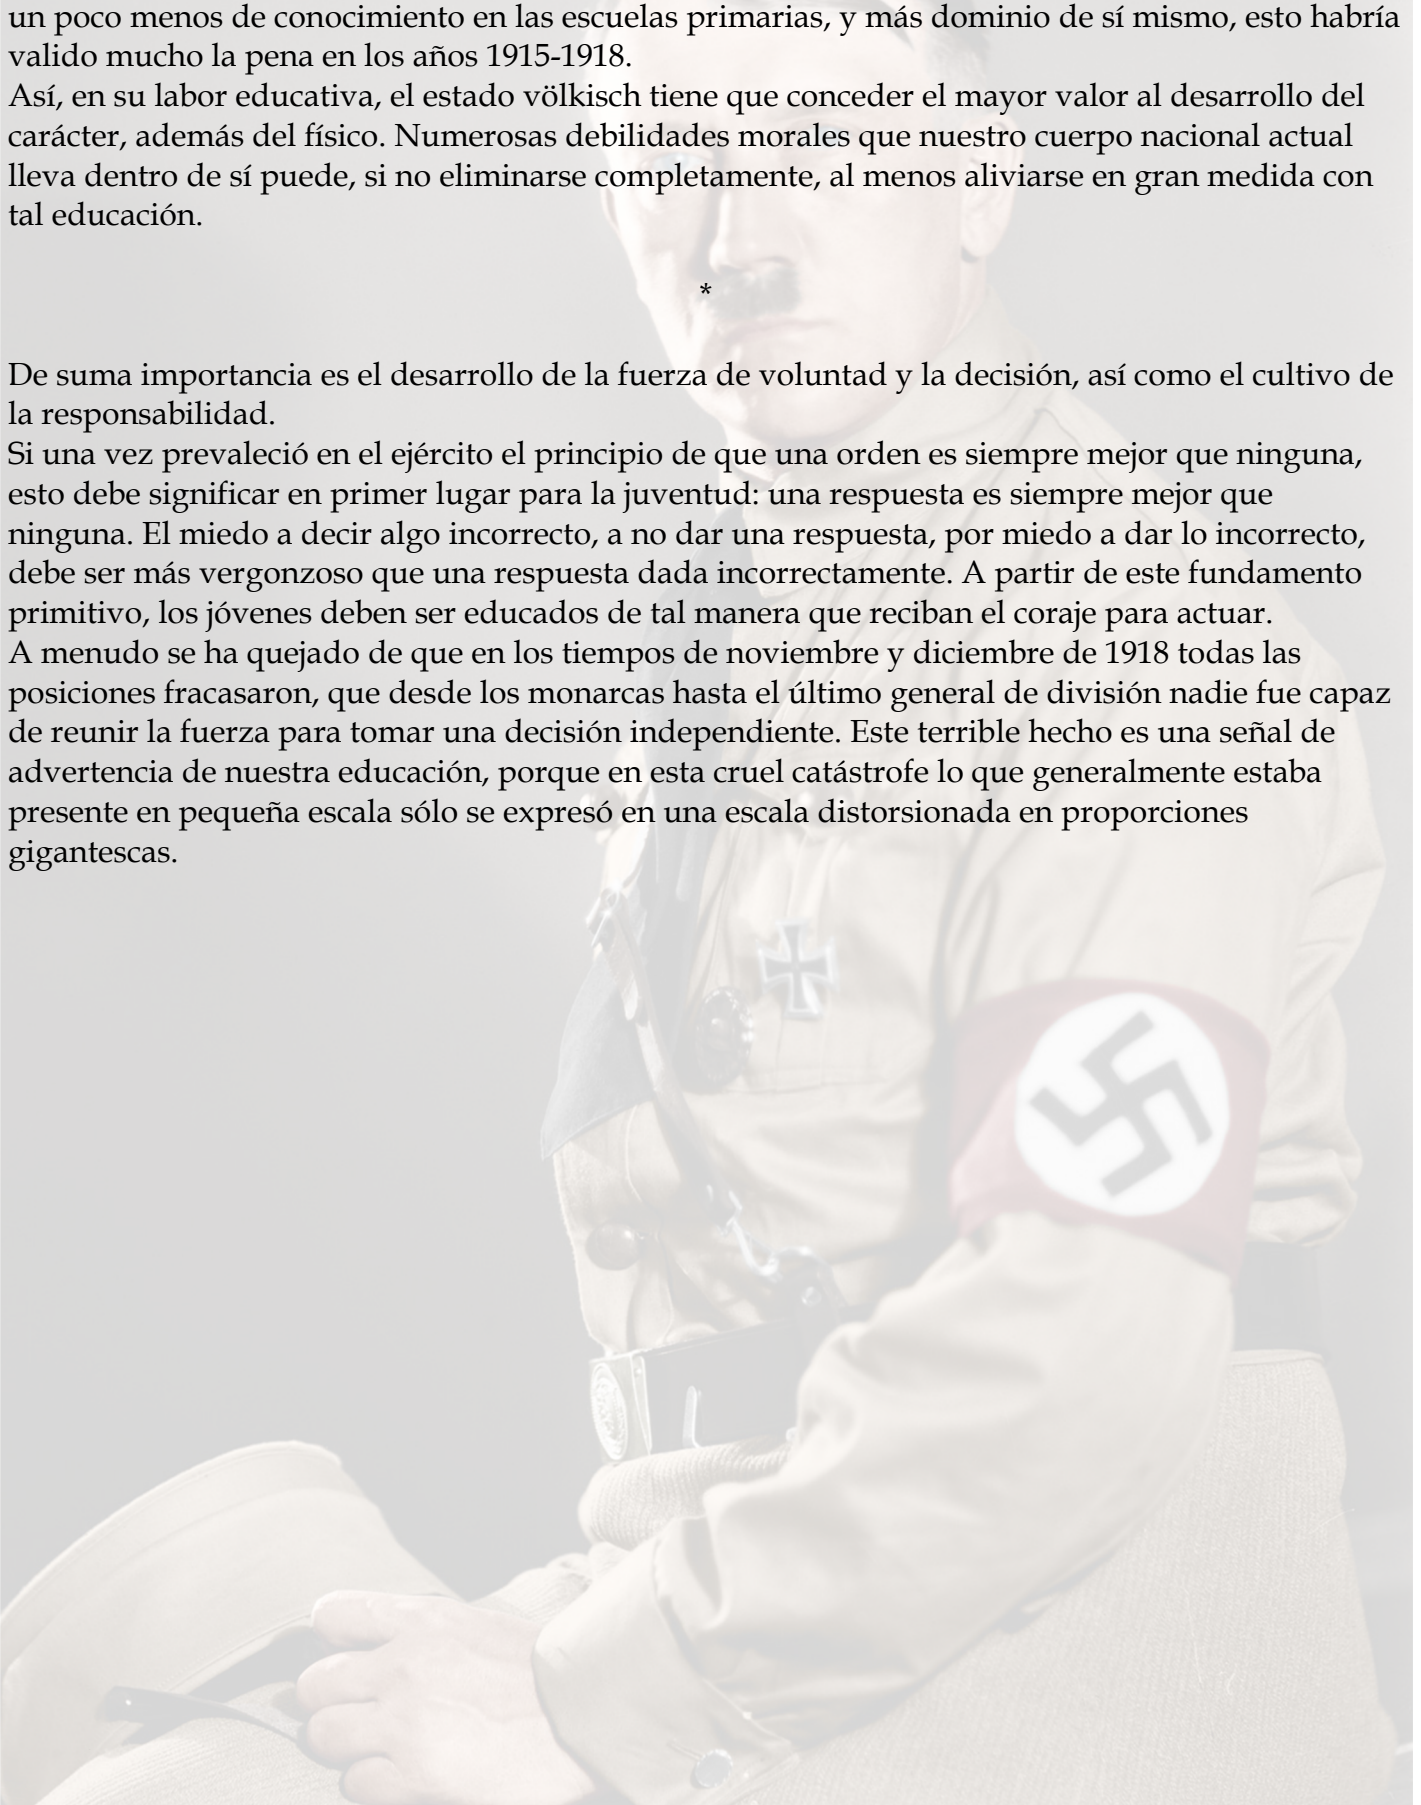 un poco menos de conocimiento en las escuelas primarias, y más dominio de sí mismo, esto habría
valido mucho la pena en los años 1915-1918.
Así, en su labor educativa, el estado völkisch tiene que conceder el mayor valor al desarrollo del
carácter, además del físico. Numerosas debilidades morales que nuestro cuerpo nacional actual
lleva dentro de sí puede, si no eliminarse completamente, al menos aliviarse en gran medida con
tal educación.
*
De suma importancia es el desarrollo de la fuerza de voluntad y la decisión, así como el cultivo de
la responsabilidad.
Si una vez prevaleció en el ejército el principio de que una orden es siempre mejor que ninguna,
esto debe significar en primer lugar para la juventud: una respuesta es siempre mejor que
ninguna. El miedo a decir algo incorrecto, a no dar una respuesta, por miedo a dar lo incorrecto,
debe ser más vergonzoso que una respuesta dada incorrectamente. A partir de este fundamento
primitivo, los jóvenes deben ser educados de tal manera que reciban el coraje para actuar.
A menudo se ha quejado de que en los tiempos de noviembre y diciembre de 1918 todas las
posiciones fracasaron, que desde los monarcas hasta el último general de división nadie fue capaz
de reunir la fuerza para tomar una decisión independiente. Este terrible hecho es una señal de
advertencia de nuestra educación, porque en esta cruel catástrofe lo que generalmente estaba
presente en pequeña escala sólo se expresó en una escala distorsionada en proporciones
gigantescas.